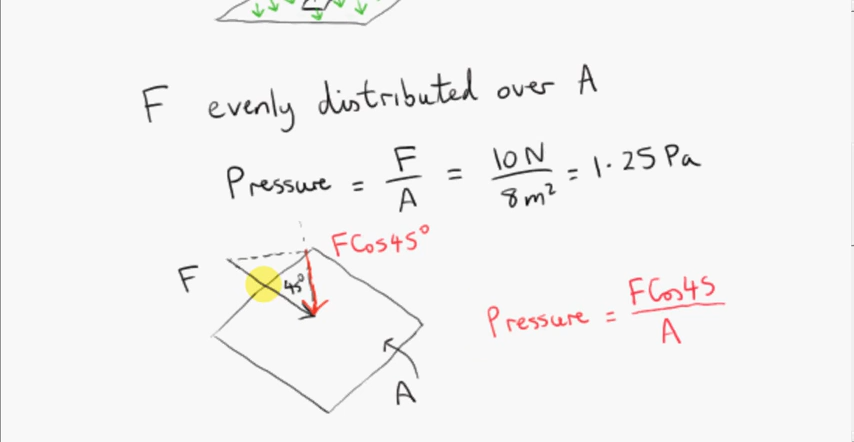 F evenly distributed over A
Pressure = F/A = 10N/8m² = 1.25 Pa
FCos45°
F
45°
Pressure = FCos45/A
A